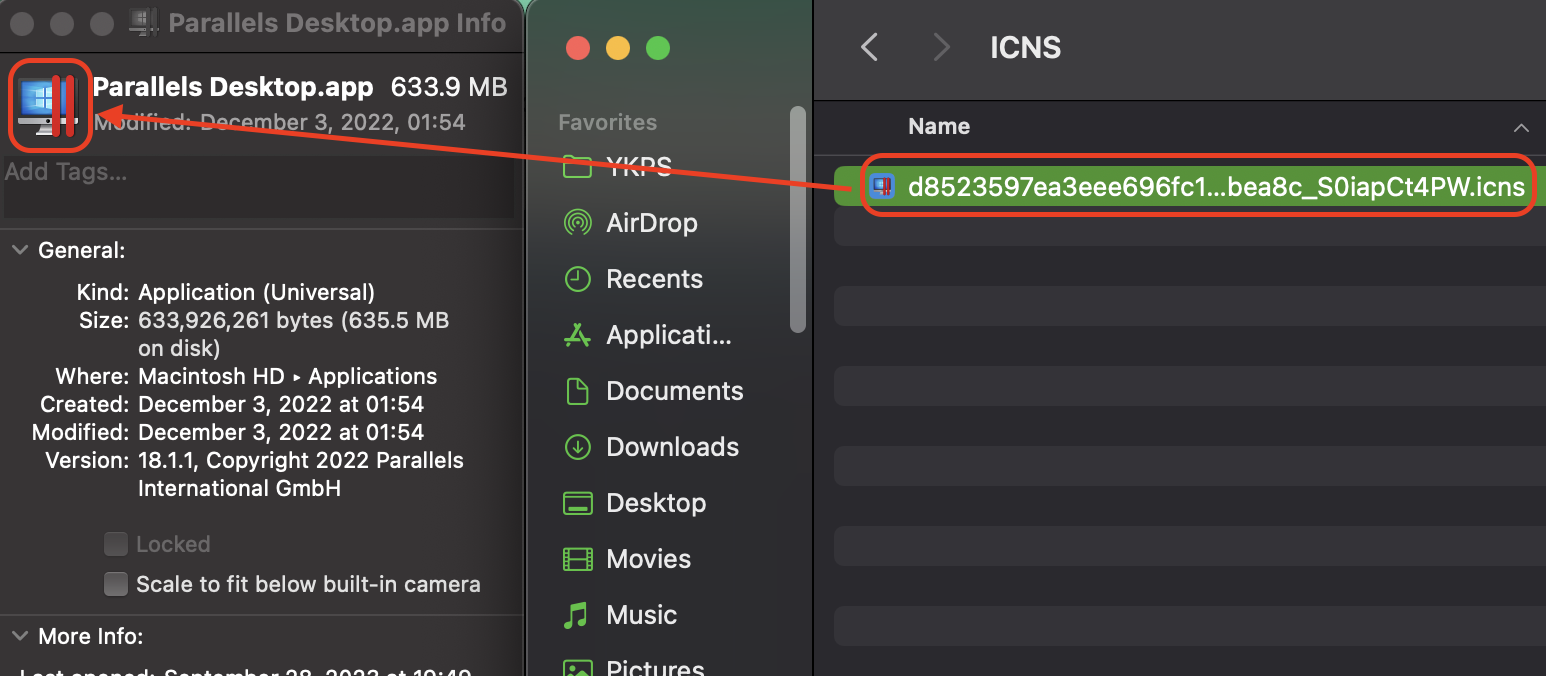 Parallels Desktop.app Info
Parallels Desktop.app 633.9 MB
Modified: December 3, 2022, 01:54
Add Tags...
General:
Kind: Application (Universal)
Size: 633,926,261 bytes (635.5 MB
on disk)
Where: Macintosh HD ▸ Applications
Created: December 3, 2022 at 01:54
Modified: December 3, 2022 at 01:54
Version: 18.1.1, Copyright 2022 Parallels
International GmbH
Locked
Scale to fit below built-in camera
More Info:
Last opened: September 28, 2023 at 19:49
Favorites
YKPS
AirDrop
Recents
Applicati...
Documents
Downloads
Desktop
Movies
Music
Pictures
ICNS
Name
d8523597ea3eee696fc1...bea8c_S0iapCt4PW.icns